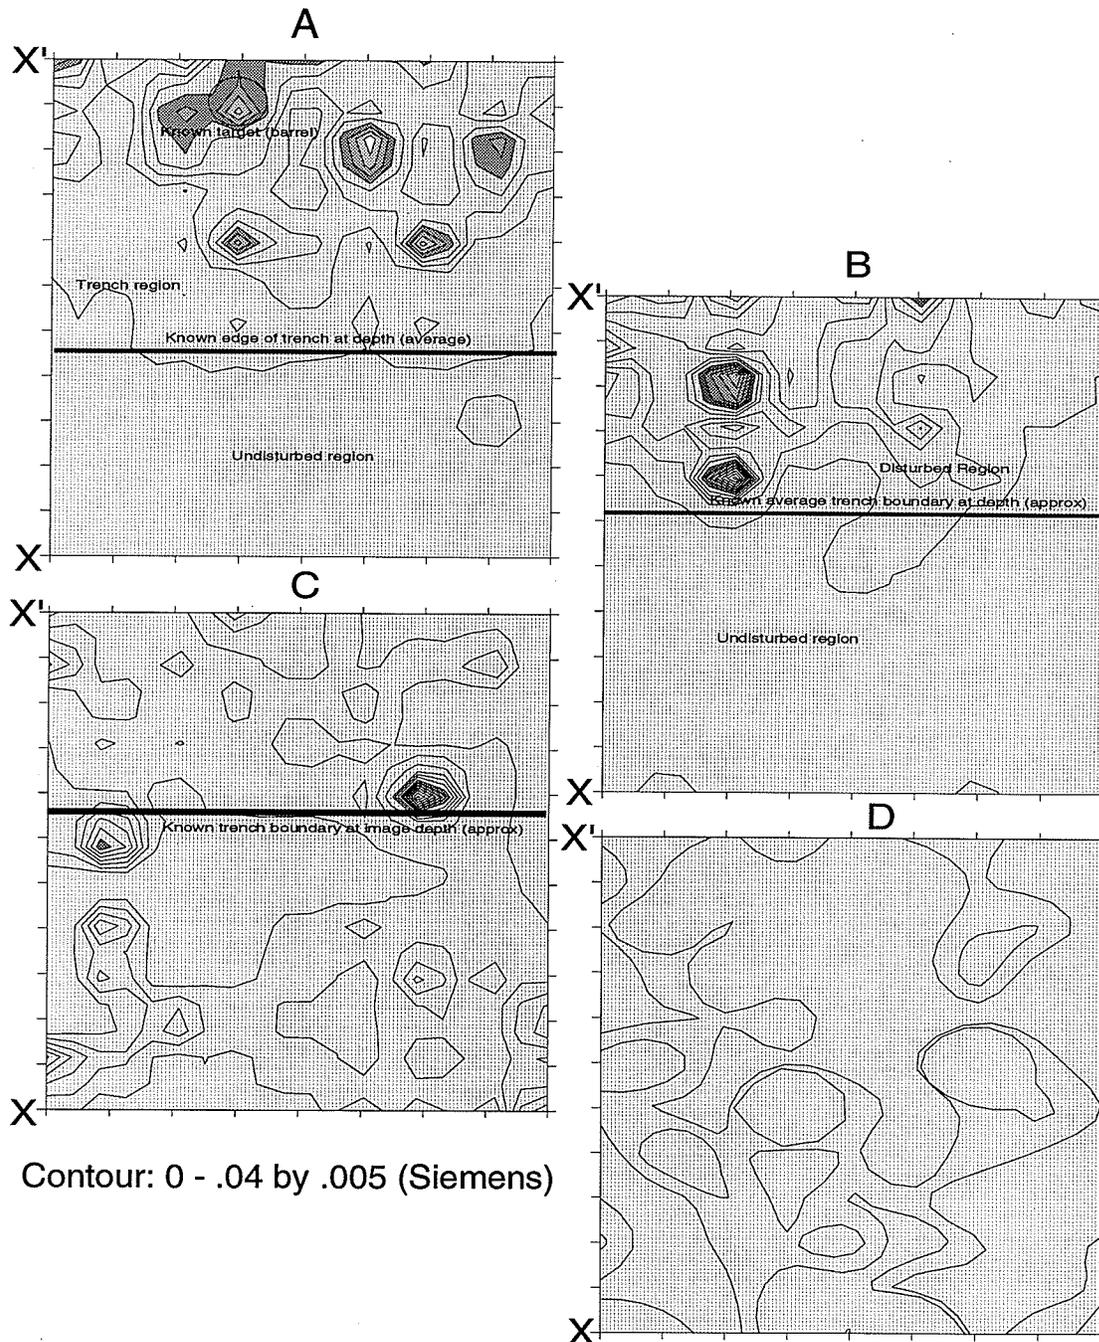 A
X'
Known target (barrel)
Trench region
Known edge of trench at depth (average)
Undisturbed region
X
B
X'
Disturbed Region
Known average trench boundary at depth (approx)
Undisturbed region
X
C
X'
Known trench boundary at image depth (approx)
X
D
X'
X
Contour: 0 - .04 by .005 (Siemens)